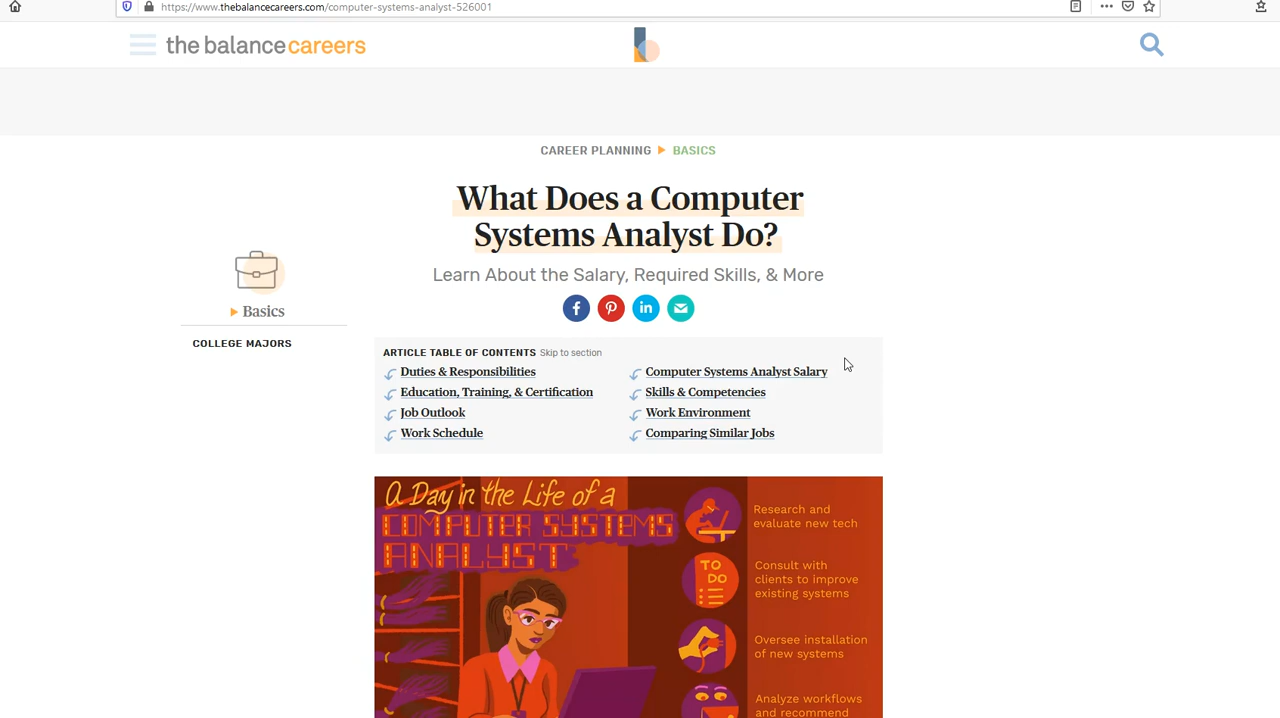 https://www.thebalancecareers.com/computer-systems-analyst-526001
the balance careers
CAREER PLANNING BASICS
What Does a Computer
Systems Analyst Do?
Learn About the Salary, Required Skills, & More
Basics
COLLEGE MAJORS
ARTICLE TABLE OF CONTENTS Skip to section
Duties & Responsibilities
Education, Training, & Certification
Job Outlook
Work Schedule
Computer Systems Analyst Salary
Skills & Competencies
Work Environment
Comparing Similar Jobs
A Day in the Life of a
COMPUTER SYSTEMS
ANALYST
Research and
evaluate new tech
TO
DO
Consult with
clients to improve
existing systems
Oversee installation
of new systems
Analyze workflows
and recommend